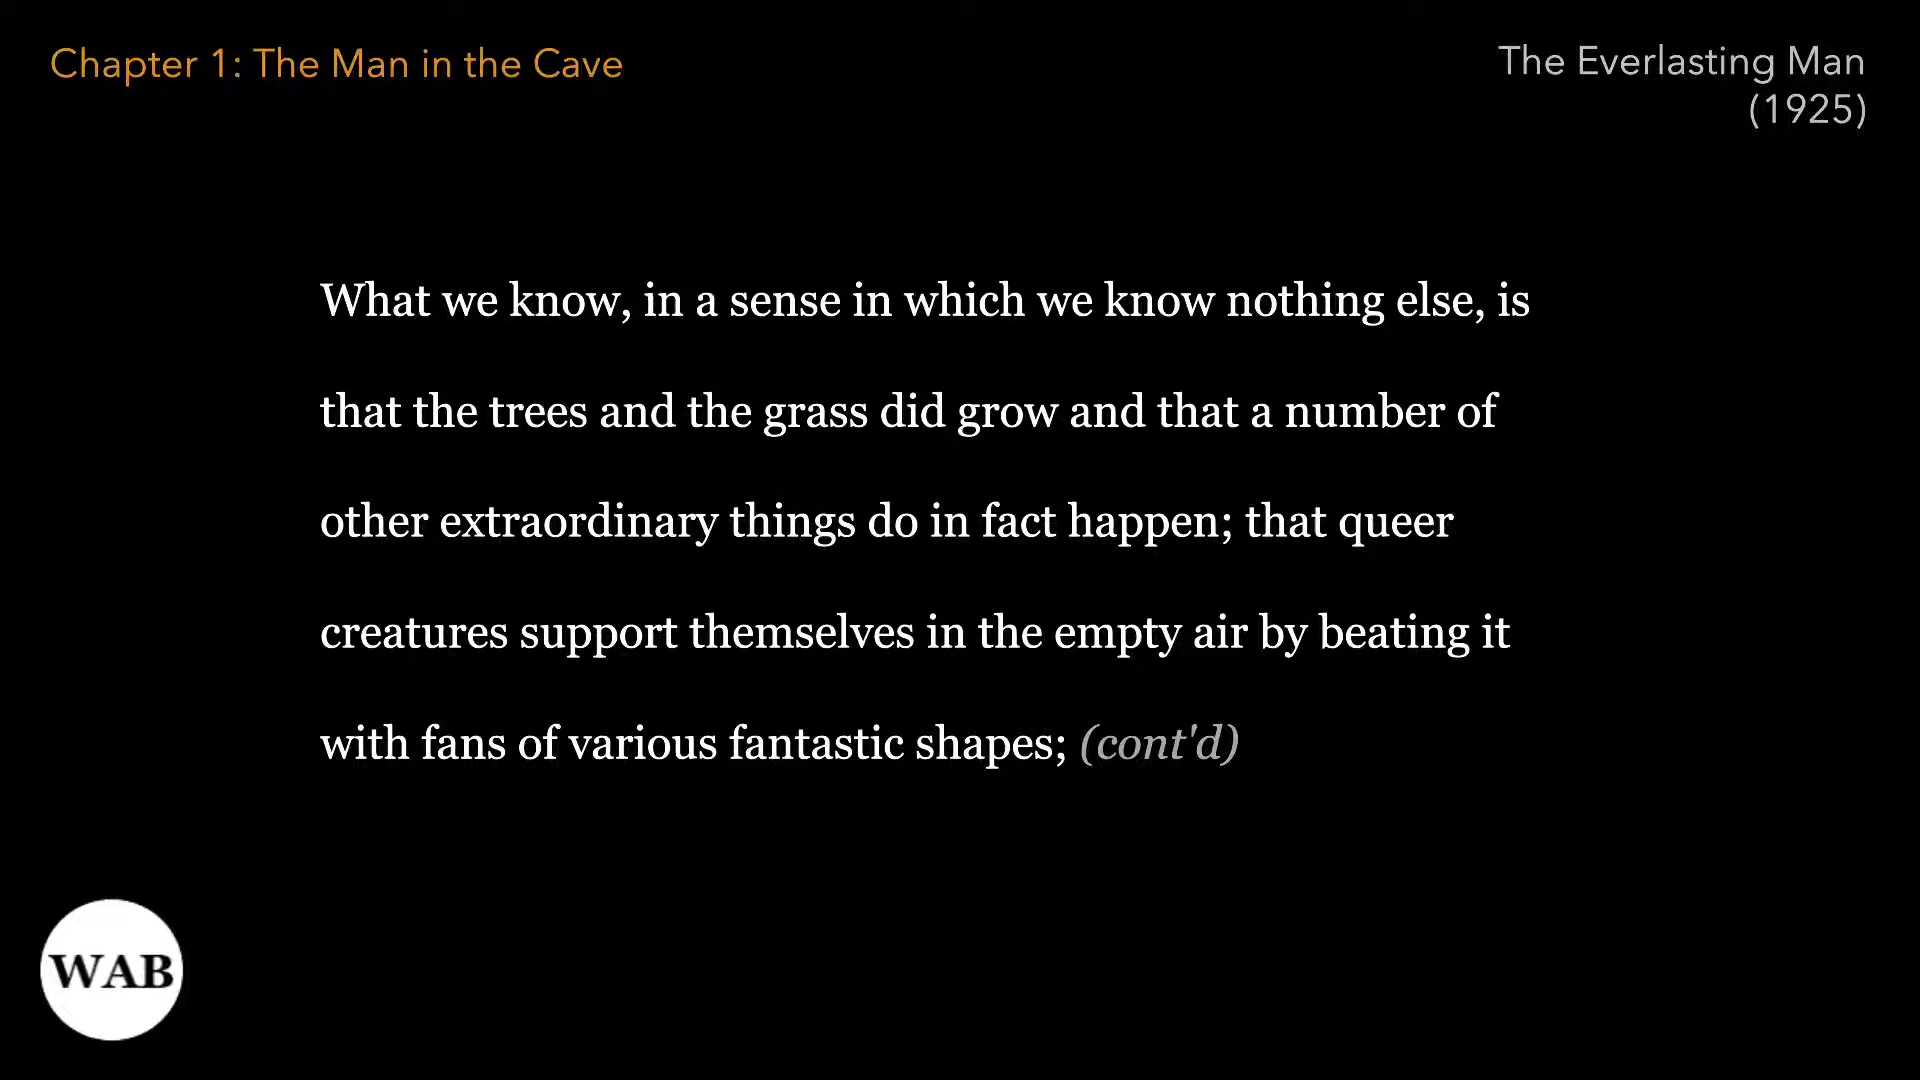 Chapter 1: The Man in the Cave
The Everlasting Man
(1925)
What we know, in a sense in which we know nothing else, is
that the trees and the grass did grow and that a number of
other extraordinary things do in fact happen; that queer
creatures support themselves in the empty air by beating it
with fans of various fantastic shapes; (cont'd)
WAB